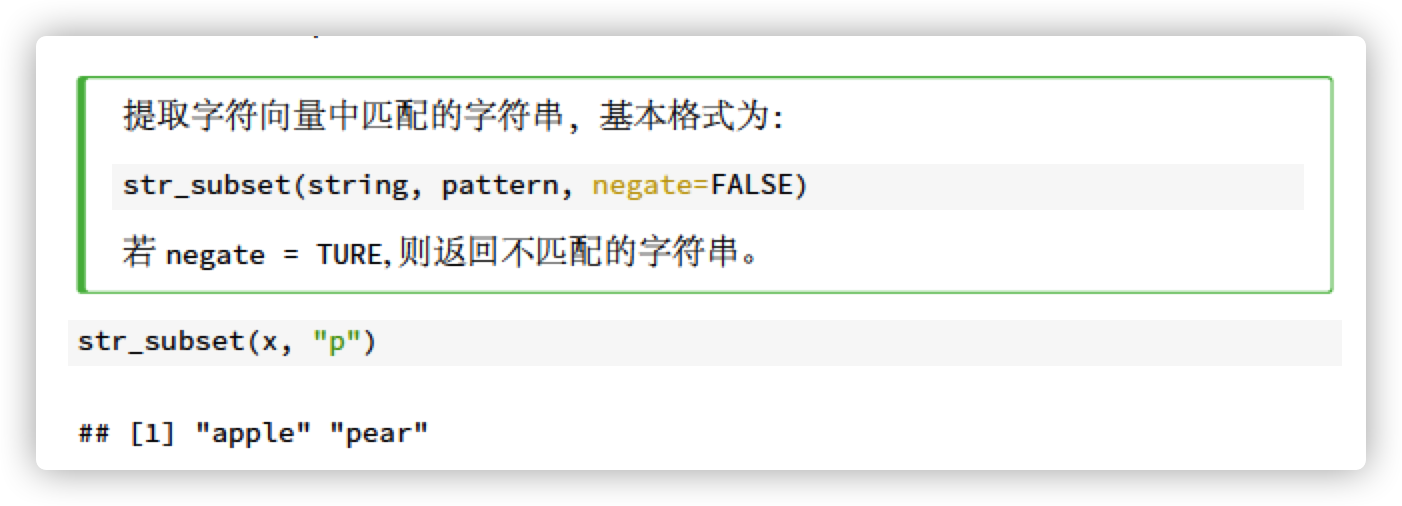 提取字符向量中匹配的字符串，基本格式为:
str_subset(string, pattern, negate=FALSE)
若 negate = TURE,则返回不匹配的字符串。
str_subset(x, "p")
## [1] "apple" "pear"